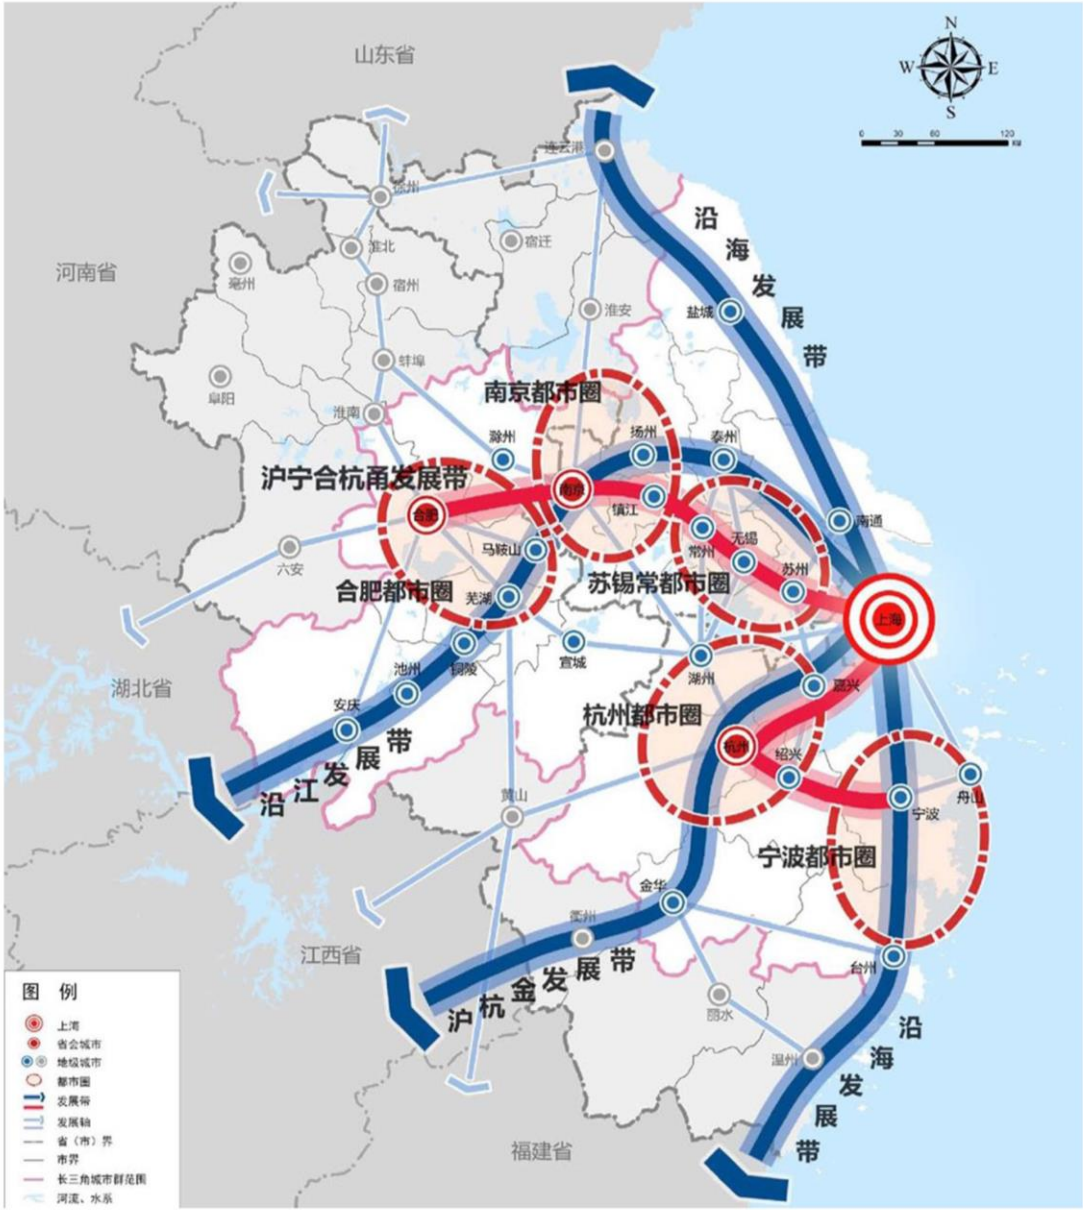 山东省
N
W
E
S
0
30
60
120
连云港
徐州
沿海发展带
淮北
宿迁
河南省
亳州
宿州
淮安
盐城
蚌埠
阜阳
南京都市圈
淮南
滁州
扬州
泰州
沪宁合杭甬发展带
南京
合肥
镇江
南通
常州
无锡
马鞍山
六安
苏州
合肥都市圈
芜湖
苏锡常都市圈
上海
宣城
铜陵
湖州
池州
湖北省
嘉兴
安庆
杭州都市圈
杭州
绍兴
沿江发展带
黄山
舟山
宁波
宁波都市圈
金华
衢州
江西省
台州
沪杭金发展带
丽水
沿海发展带
温州
福建省
图 例
上海
省会城市
地级城市
都市圈
发展带
发展轴
省（市）界
市界
长三角城市群范围
河流、水系